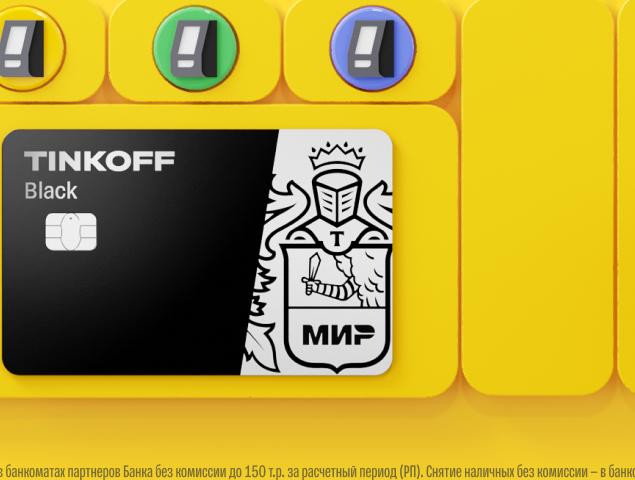 TINKOFF
Black
T
МИР
в банкоматах партнеров Банка без комиссии до 150 т.р. за расчетный период (РП). Снятие наличных без комиссии – в банко